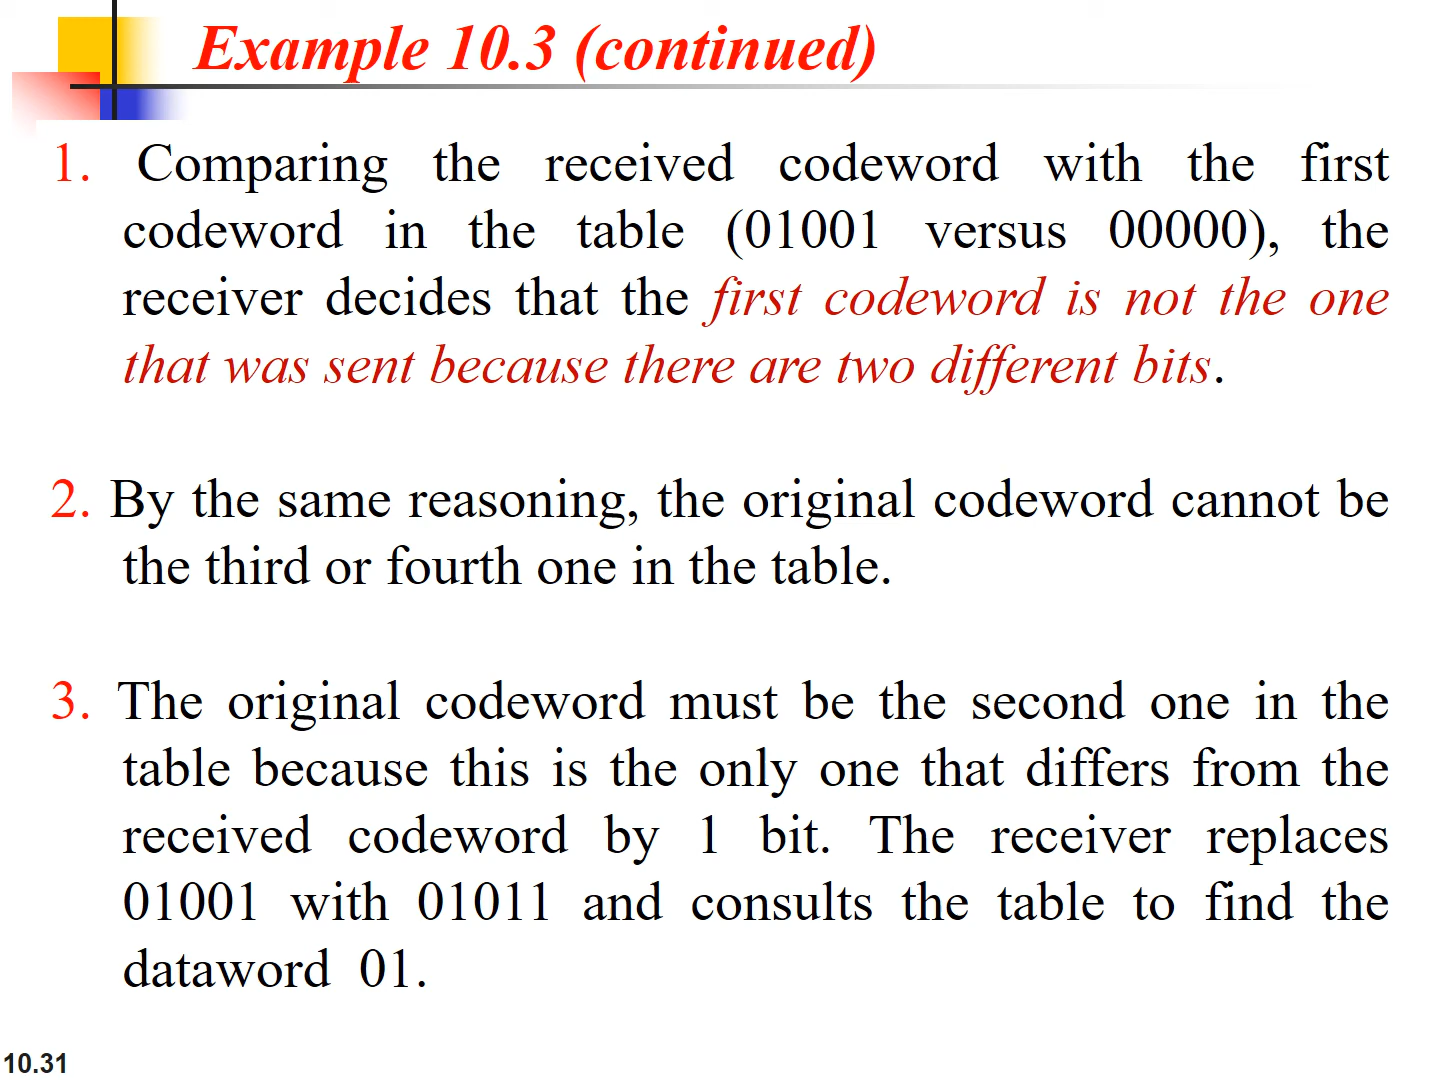 Example 10.3 (continued)
1. Comparing the received codeword with the first
codeword in the table (01001 versus 00000), the
receiver decides that the first codeword is not the one
that was sent because there are two different bits.
2. By the same reasoning, the original codeword cannot be
the third or fourth one in the table.
3. The original codeword must be the second one in the
table because this is the only one that differs from the
received codeword by 1 bit. The receiver replaces
01001 with 01011 and consults the table to find the
dataword 01.
10.31